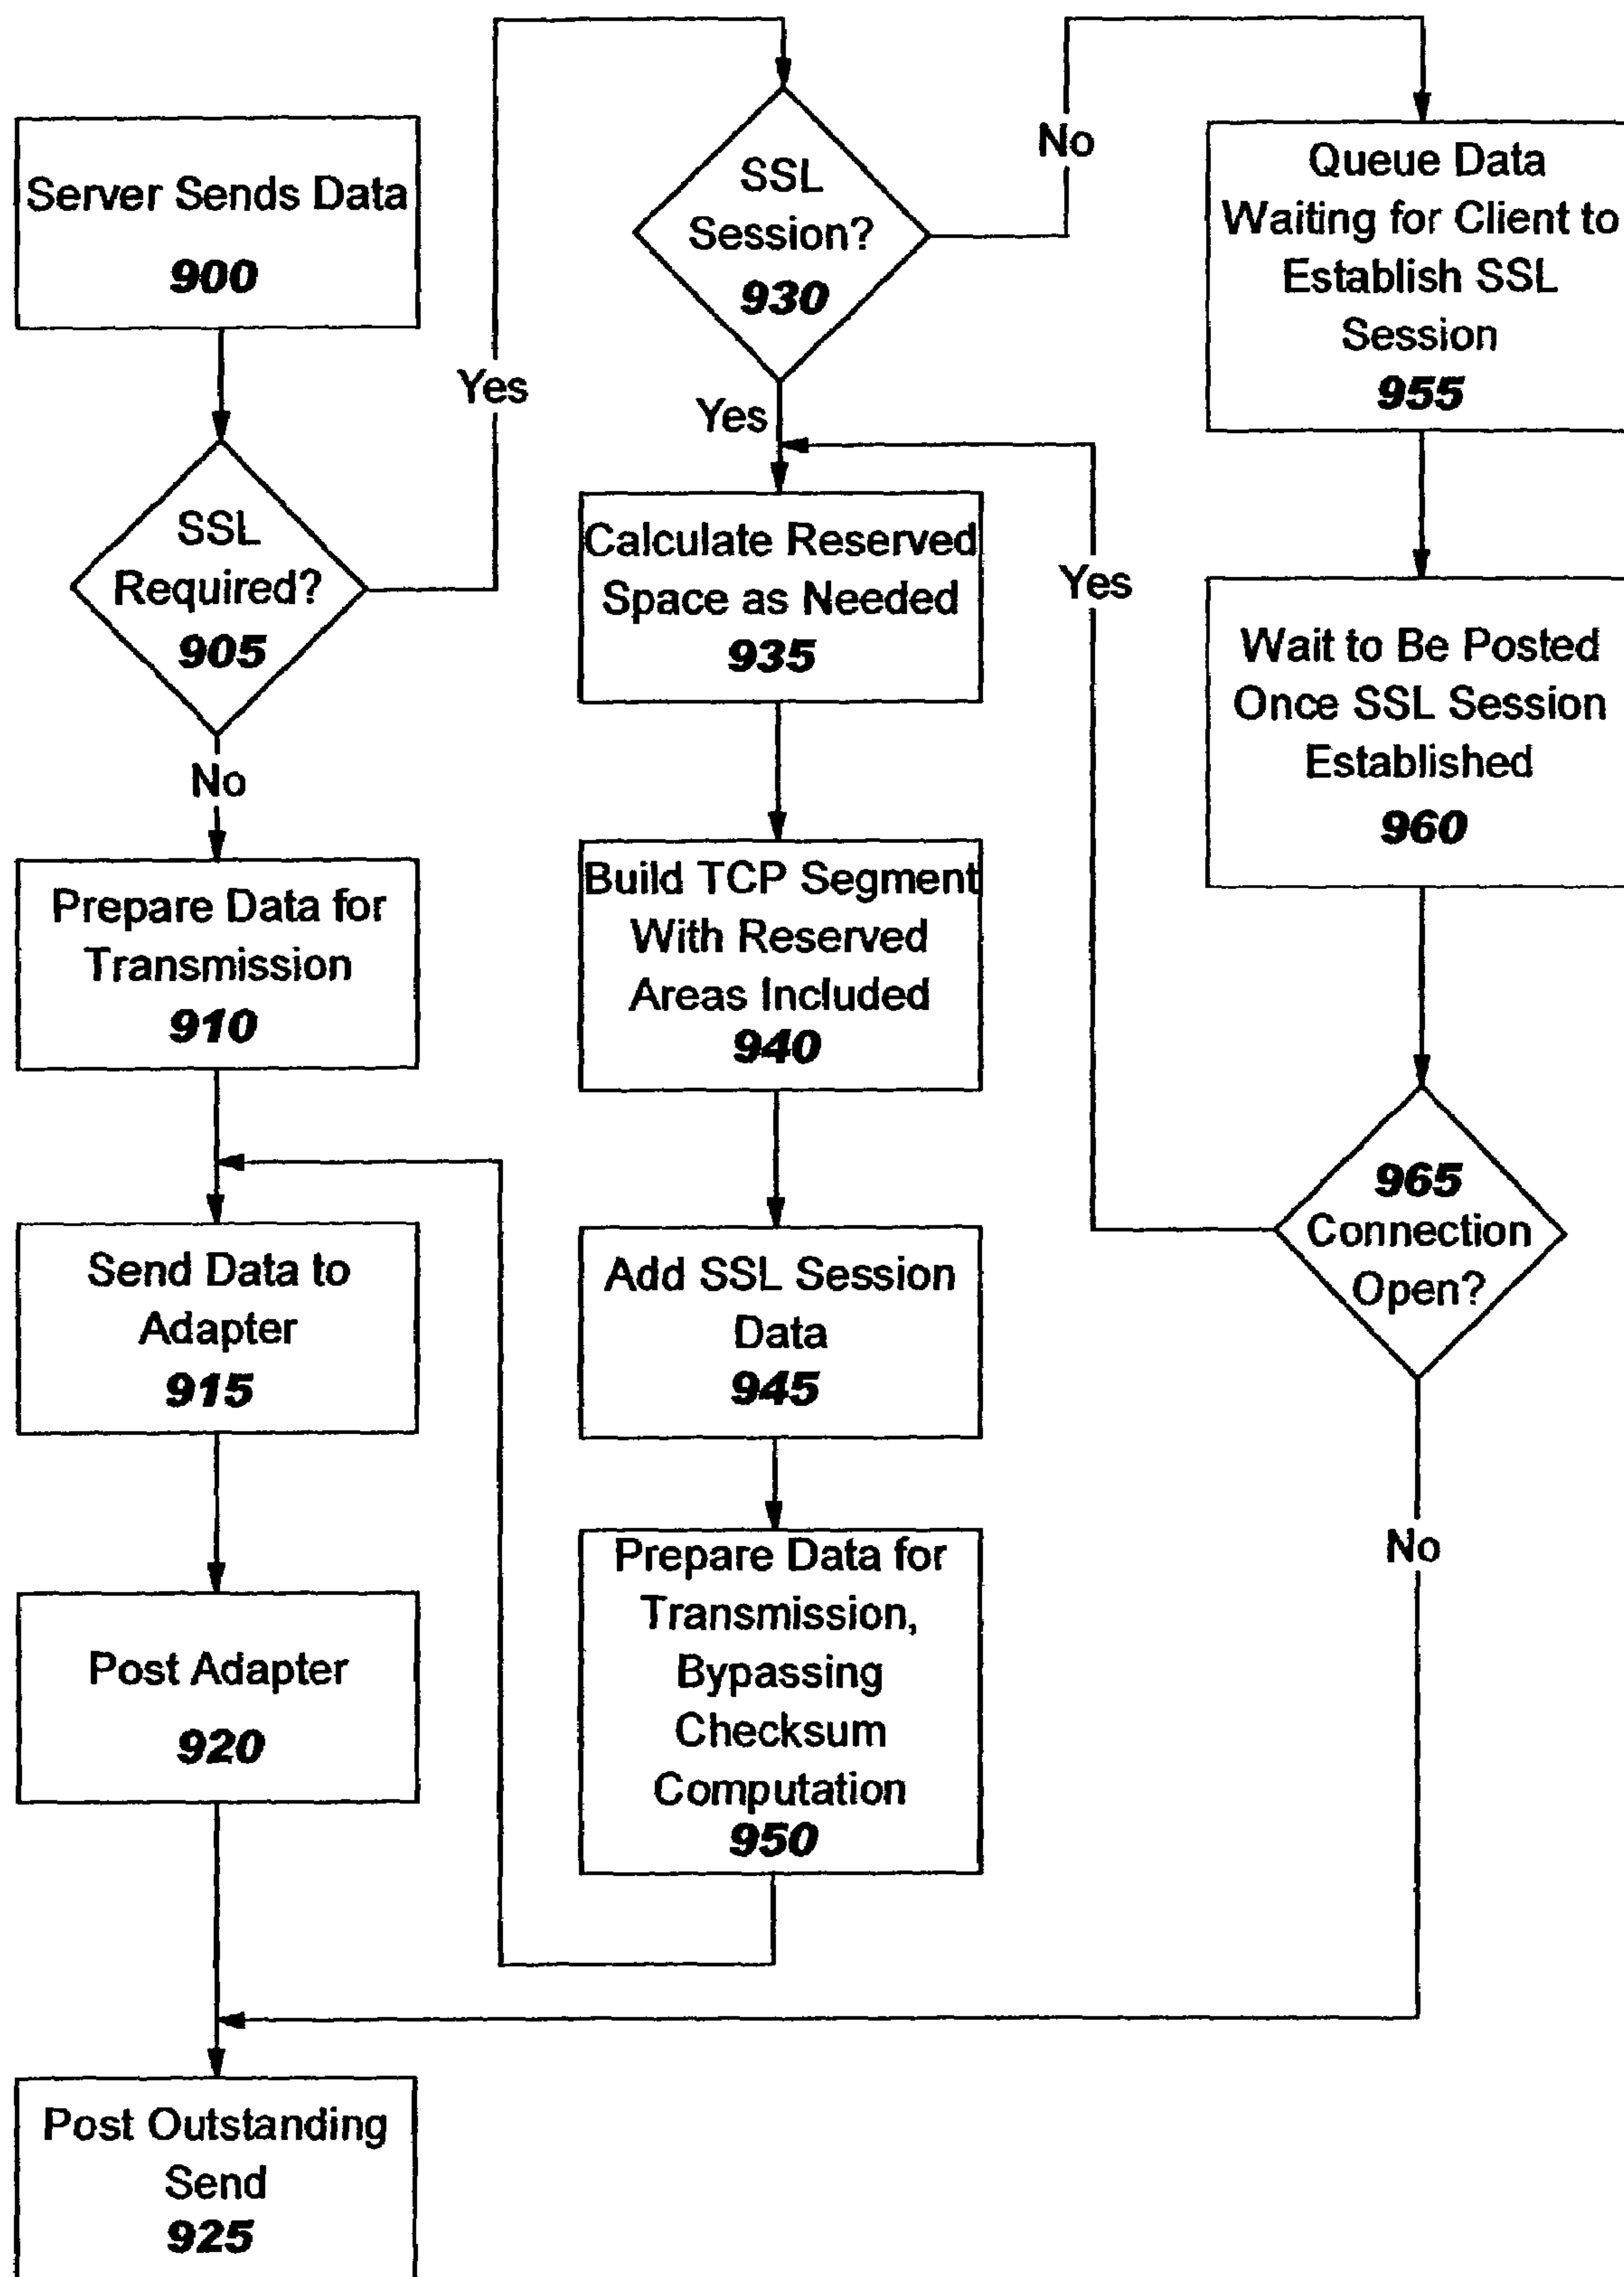 Server Sends Data
900
Yes
SSL
Required?
905
No
Prepare Data for
Transmission
910
Send Data to
Adapter
915
Post Adapter
920
Post Outstanding
Send
925
SSL
Session?
930
No
Yes
Calculate Reserved
Space as Needed
935
Build TCP Segment
With Reserved
Areas Included
940
Add SSL Session
Data
945
Prepare Data for
Transmission,
Bypassing
Checksum
Computation
950
Queue Data
Waiting for Client to
Establish SSL
Session
955
Yes
Wait to Be Posted
Once SSL Session
Established
960
965
Connection
Open?
No